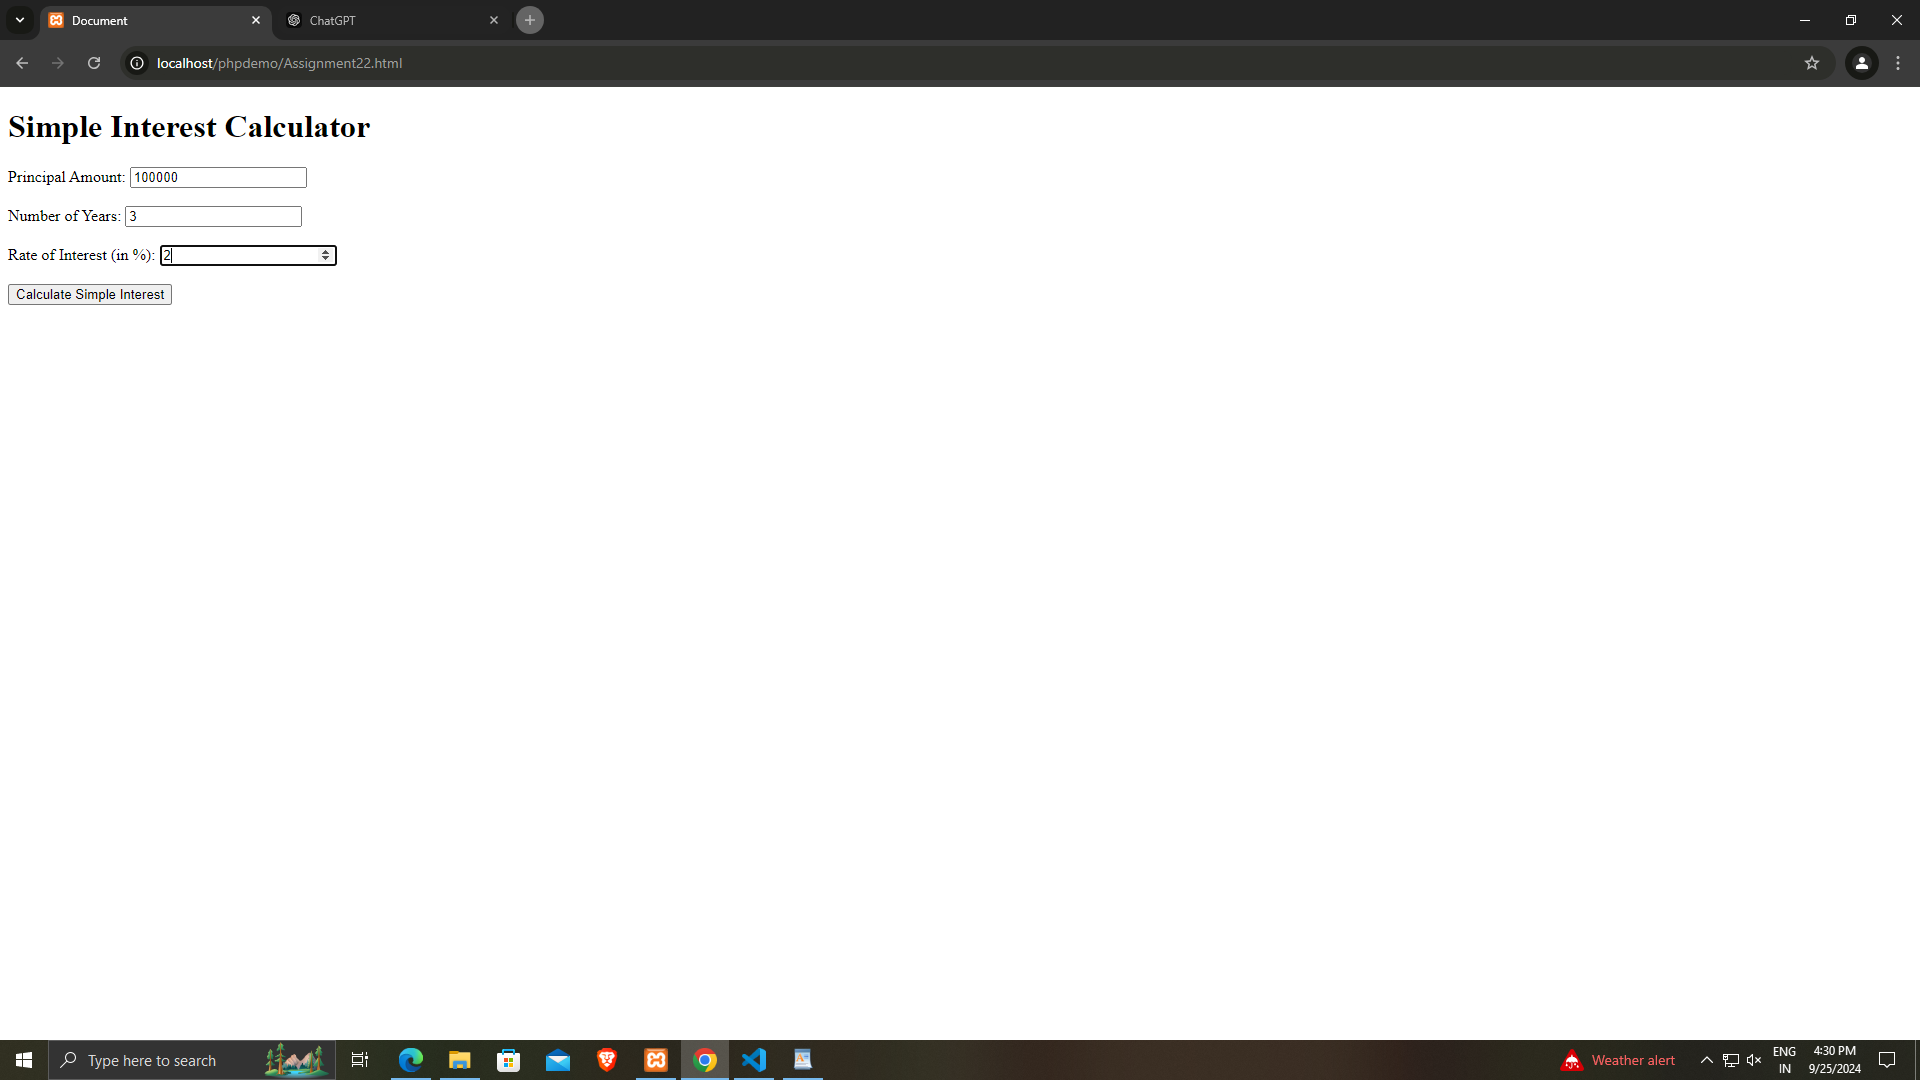 Document
ChatGPT
localhost/phpdemo/Assignment22.html
Simple Interest Calculator
Principal Amount: 100000
Number of Years: 3
Rate of Interest (in %): 2
Calculate Simple Interest
Type here to search
Weather alert
ENG
IN
4:30 PM
9/25/2024